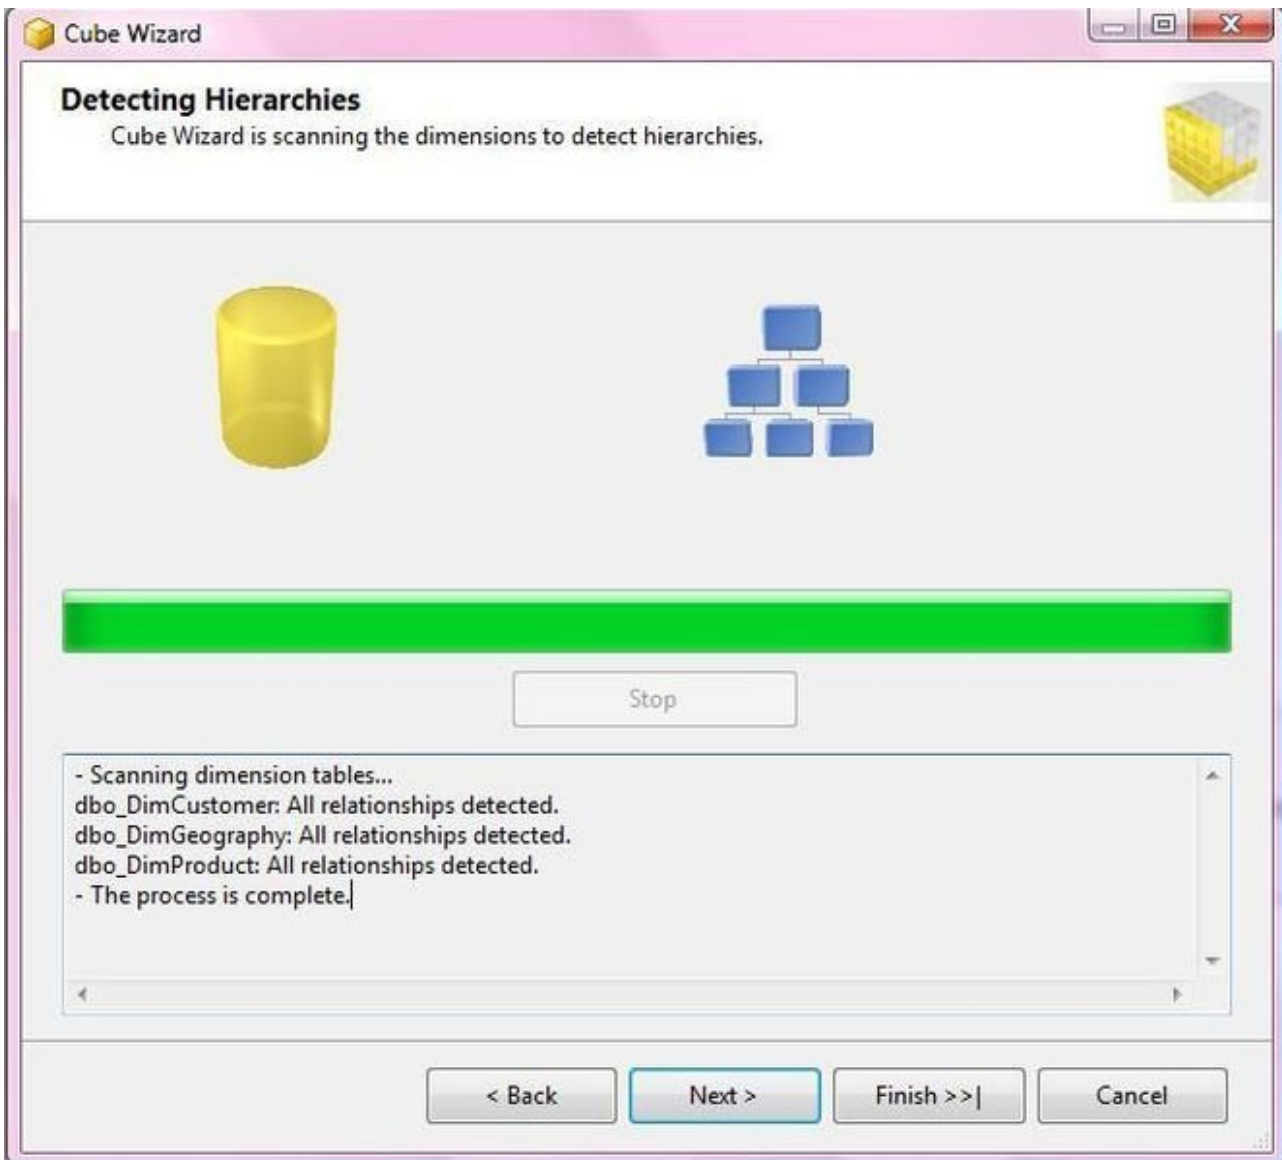 Cube Wizard
Detecting Hierarchies
Cube Wizard is scanning the dimensions to detect hierarchies.
Stop
- Scanning dimension tables...
dbo_DimCustomer: All relationships detected.
dbo_DimGeography: All relationships detected.
dbo_DimProduct: All relationships detected.
- The process is complete.
< Back
Next >
Finish >>|
Cancel